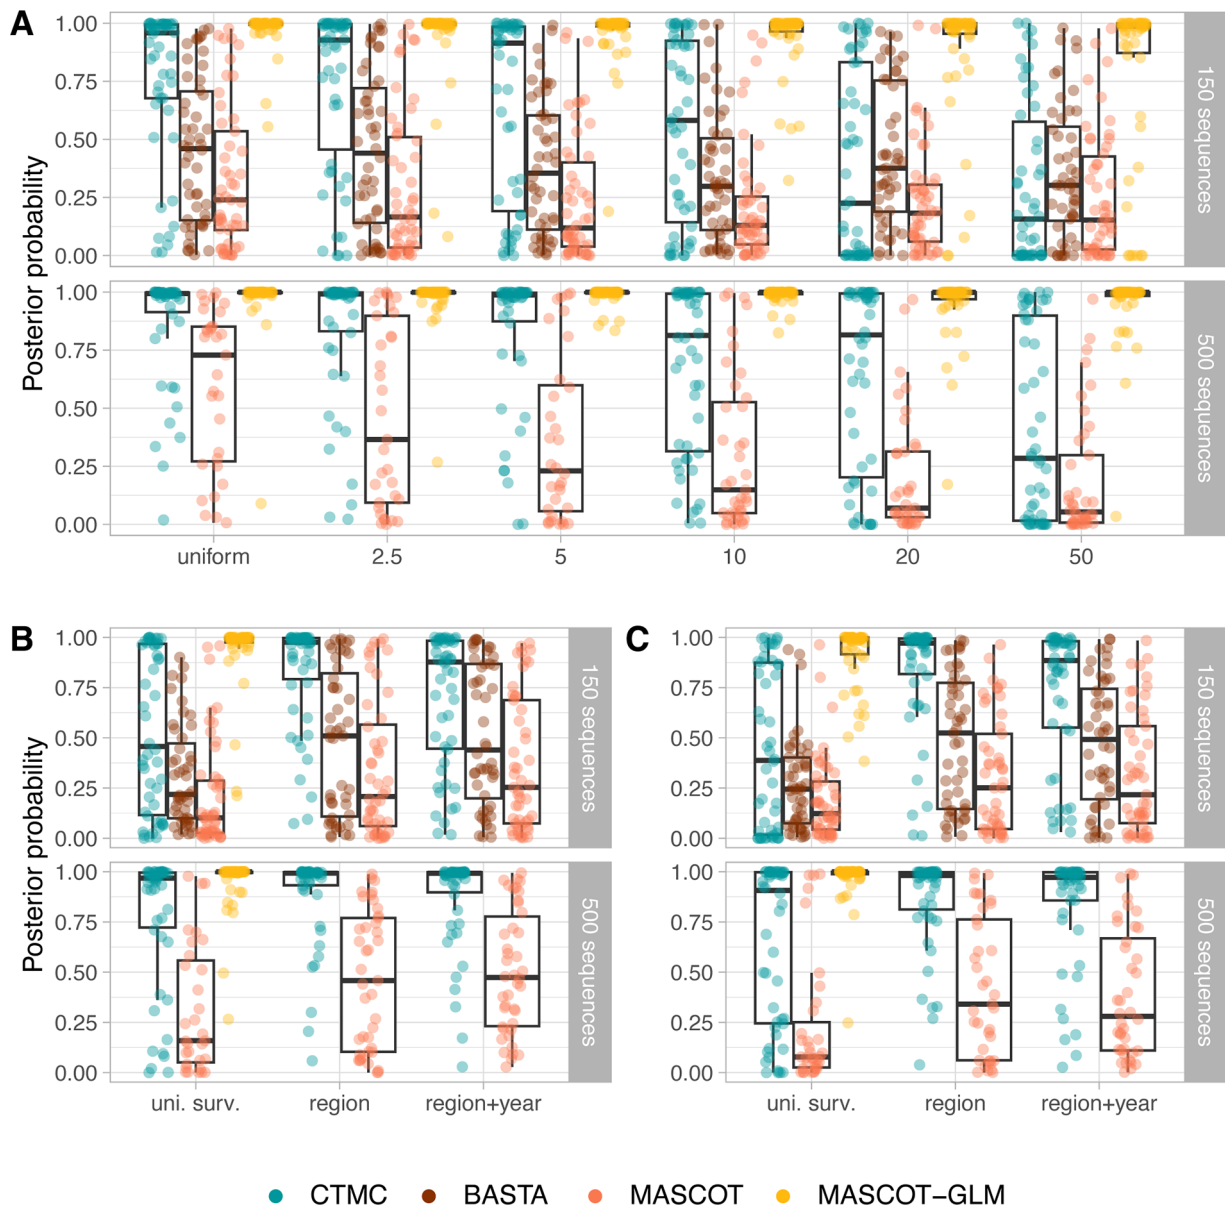 A
Posterior probability
1.00
0.75
0.50
0.25
0.00
150 sequences
Posterior probability
1.00
0.75
0.50
0.25
0.00
500 sequences
uniform 2.5 5 10 20 50
B
Posterior probability
1.00
0.75
0.50
0.25
0.00
150 sequences
1.00
0.75
0.50
0.25
0.00
500 sequences
uni. surv. region region+year
C
1.00
0.75
0.50
0.25
0.00
150 sequences
1.00
0.75
0.50
0.25
0.00
500 sequences
uni. surv. region region+year
Posterior probability
CTMC BASTA MASCOT MASCOT−GLM